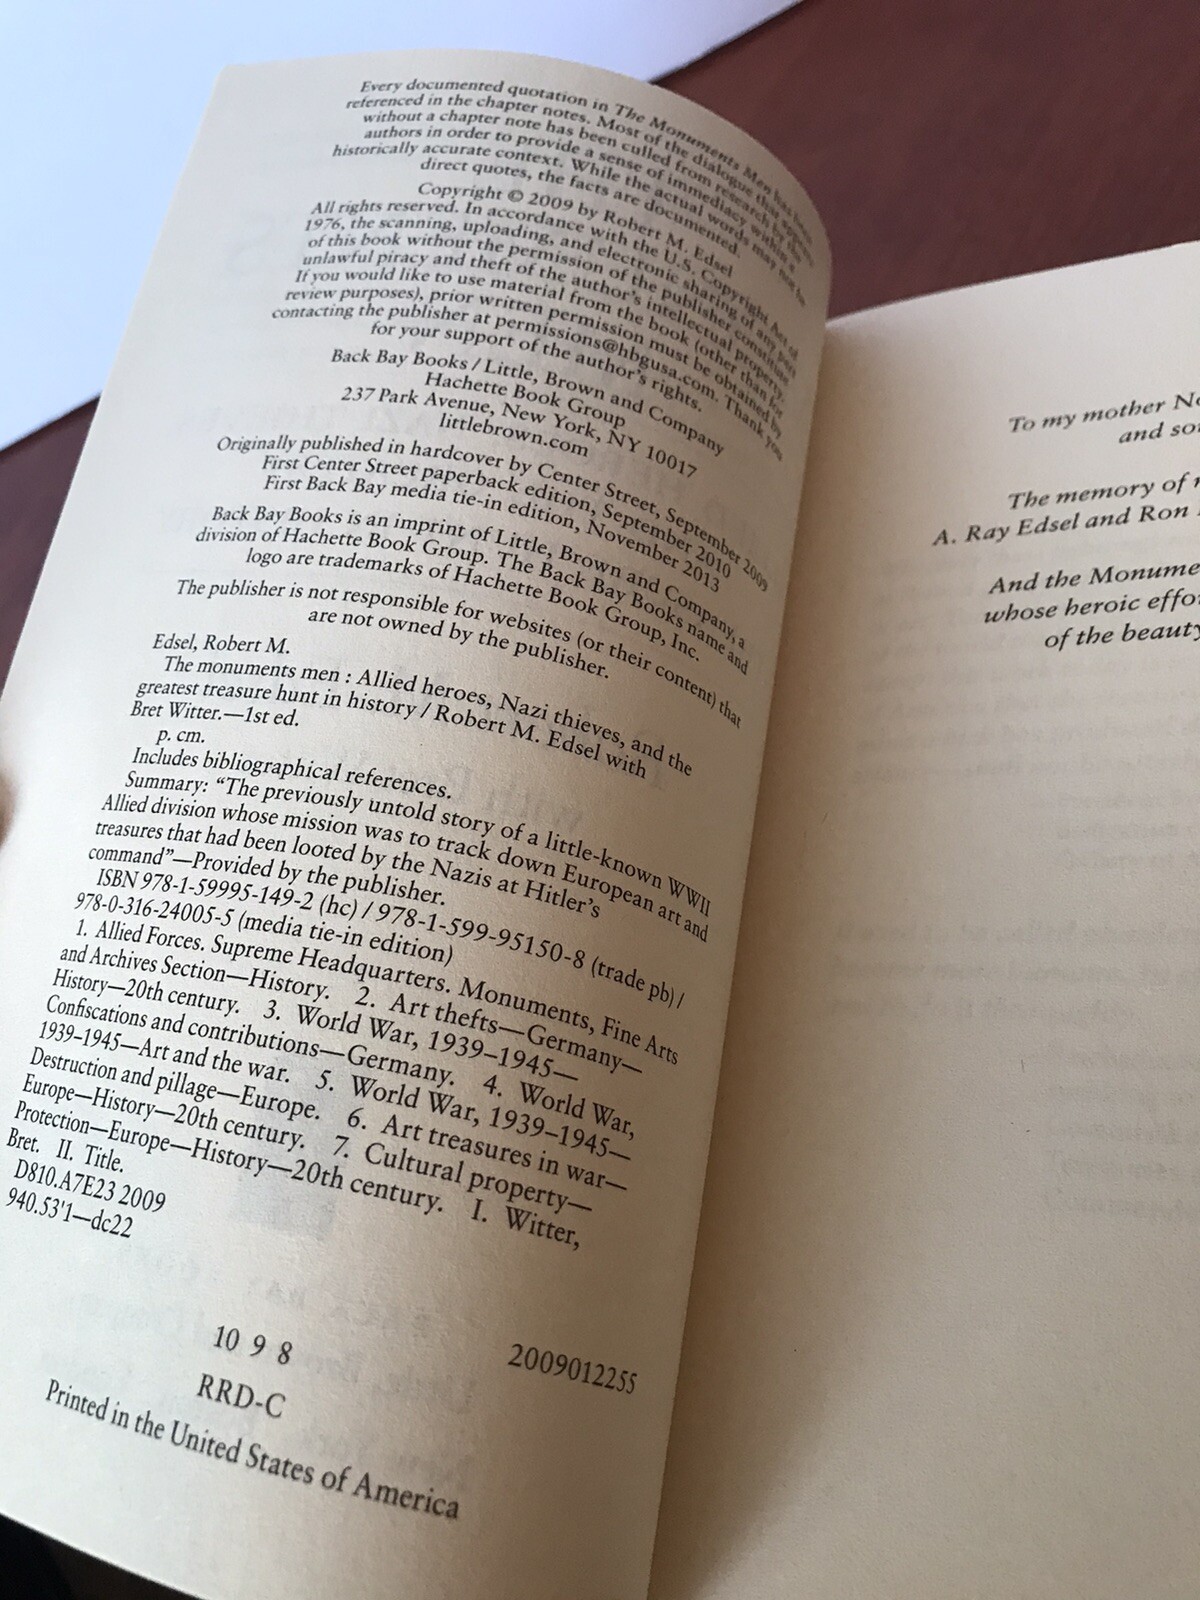 Every documented quotation in The Monuments Men has been
referenced in the chapter notes. Most of the dialogue that appears
without a chapter note has been culled from research by the
authors in order to provide a sense of immediacy within a
historically accurate context. While the actual words may not be
direct quotes, the facts are documented.
Copyright © 2009 by Robert M. Edsel
All rights reserved. In accordance with the U.S. Copyright Act of
1976, the scanning, uploading, and electronic sharing of any part
of this book without the permission of the publisher constitute
unlawful piracy and theft of the author's intellectual property.
If you would like to use material from the book (other than for
review purposes), prior written permission must be obtained by
contacting the publisher at permissions@hbgusa.com. Thank you
for your support of the author's rights.
Back Bay Books / Little, Brown and Company
Hachette Book Group
237 Park Avenue, New York, NY 10017
littlebrown.com
Originally published in hardcover by Center Street, September 2009
First Center Street paperback edition, September 2010
First Back Bay media tie-in edition, November 2013
Back Bay Books is an imprint of Little, Brown and Company, a
division of Hachette Book Group. The Back Bay Books name and
logo are trademarks of Hachette Book Group, Inc.
The publisher is not responsible for websites (or their content) that
are not owned by the publisher.
Edsel, Robert M.
The monuments men : Allied heroes, Nazi thieves, and the
greatest treasure hunt in history / Robert M. Edsel with
Bret Witter.—1st ed.
p. cm.
Includes bibliographical references.
Summary: "The previously untold story of a little-known WWII
Allied division whose mission was to track down European art and
treasures that had been looted by the Nazis at Hitler's
command"—Provided by the publisher.
ISBN 978-1-59995-149-2 (hc) / 978-1-599-95150-8 (trade pb) /
978-0-316-24005-5 (media tie-in edition)
1. Allied Forces. Supreme Headquarters. Monuments, Fine Arts
and Archives Section—History. 2. Art thefts—Germany—
History—20th century. 3. World War, 1939–1945—
Confiscations and contributions—Germany. 4. World War,
1939–1945—Art and the war. 5. World War, 1939–1945—
Destruction and pillage—Europe. 6. Art treasures in war—
Europe—History—20th century. 7. Cultural property—
Protection—Europe—History—20th century. I. Witter,
Bret. II. Title.
D810.A7E23 2009
940.53'1—dc22
2009012255
10 9 8
RRD-C
Printed in the United States of America
To my mother
and
The memory of
A. Ray Edsel and Ron
And the
whose heroic
of the beauty